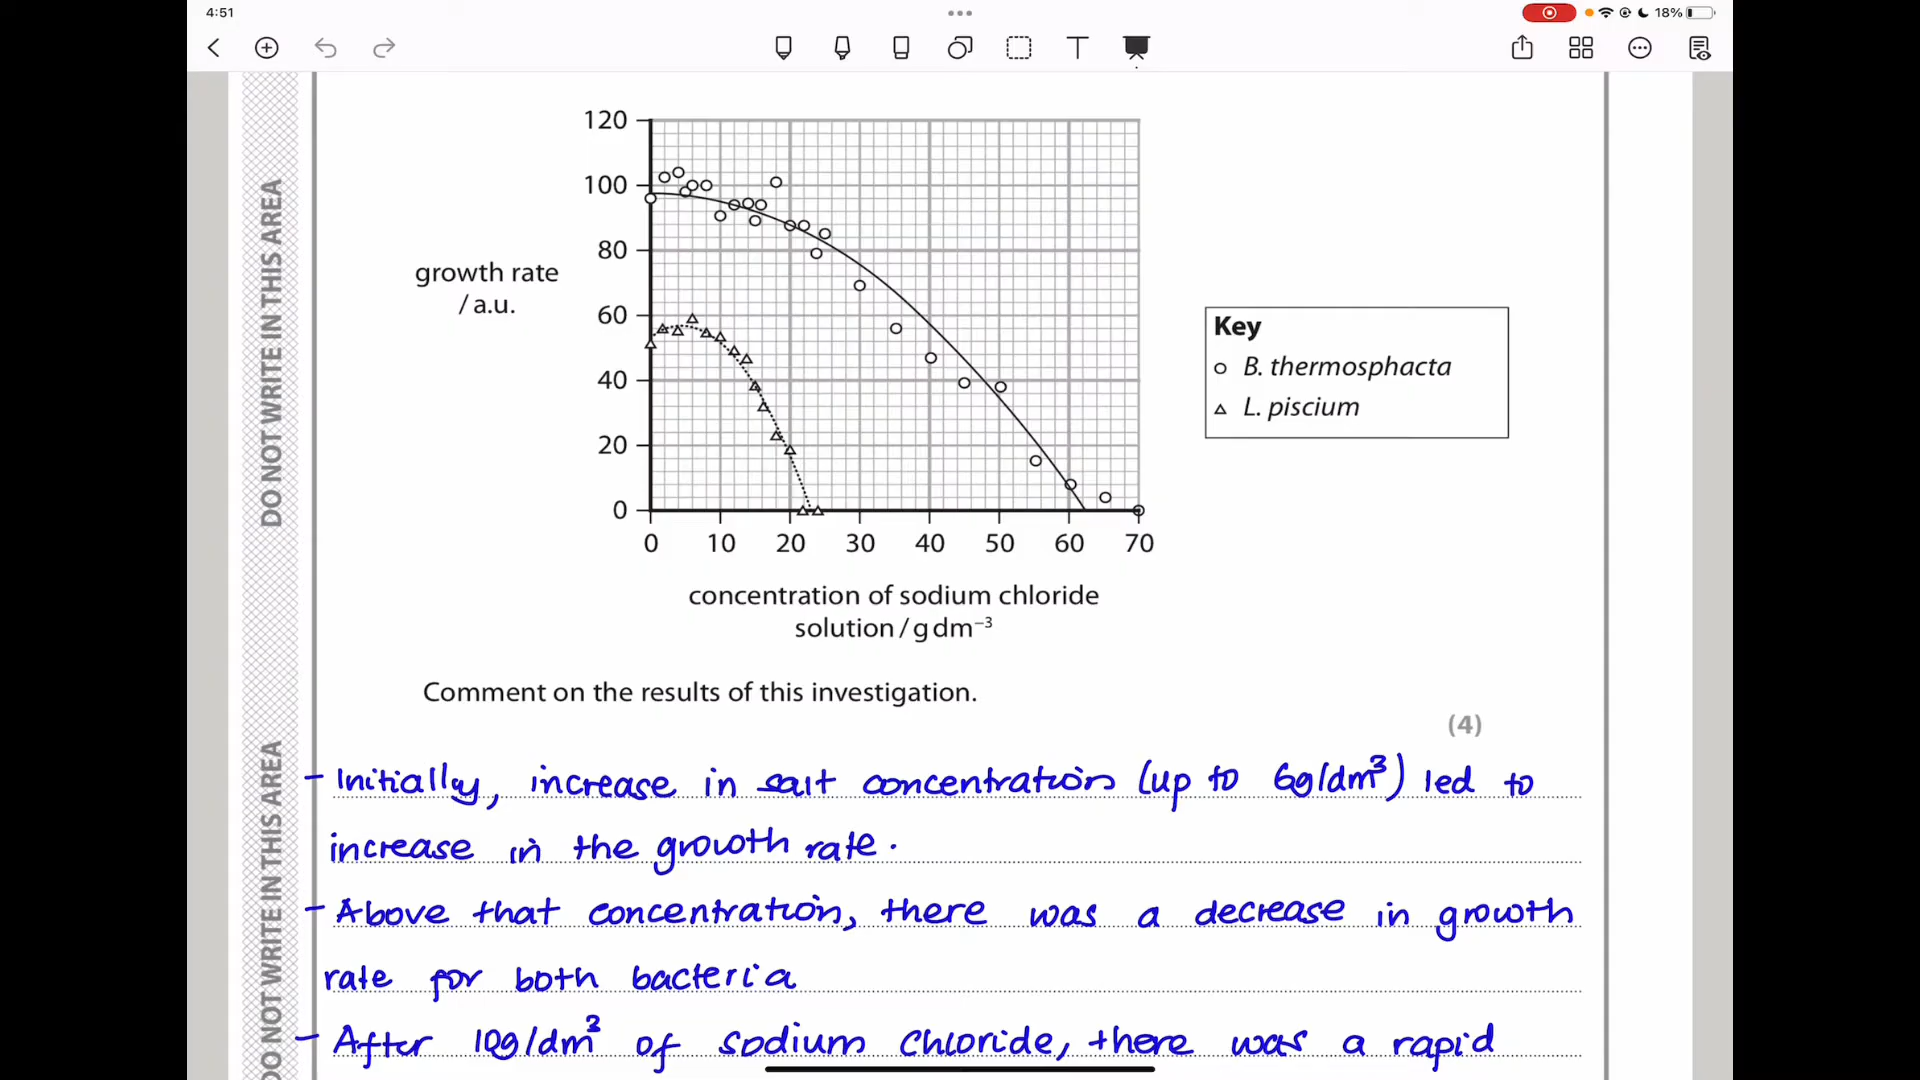 4:51
18%
120
100
80
60
40
20
0
growth rate
/ a.u.
0 10 20 30 40 50 60 70
concentration of sodium chloride
solution / g dm⁻³
Key
B. thermosphacta
L. piscium
DO NOT WRITE IN THIS AREA
DO NOT WRITE IN THIS AREA
Comment on the results of this investigation.
(4)
- Initially, increase in salt concentration (up to 6g/dm³) led to
increase in the growth rate.
- Above that concentration, there was a decrease in growth
rate for both bacteria
- After 10g/dm³ of sodium chloride, there was a rapid